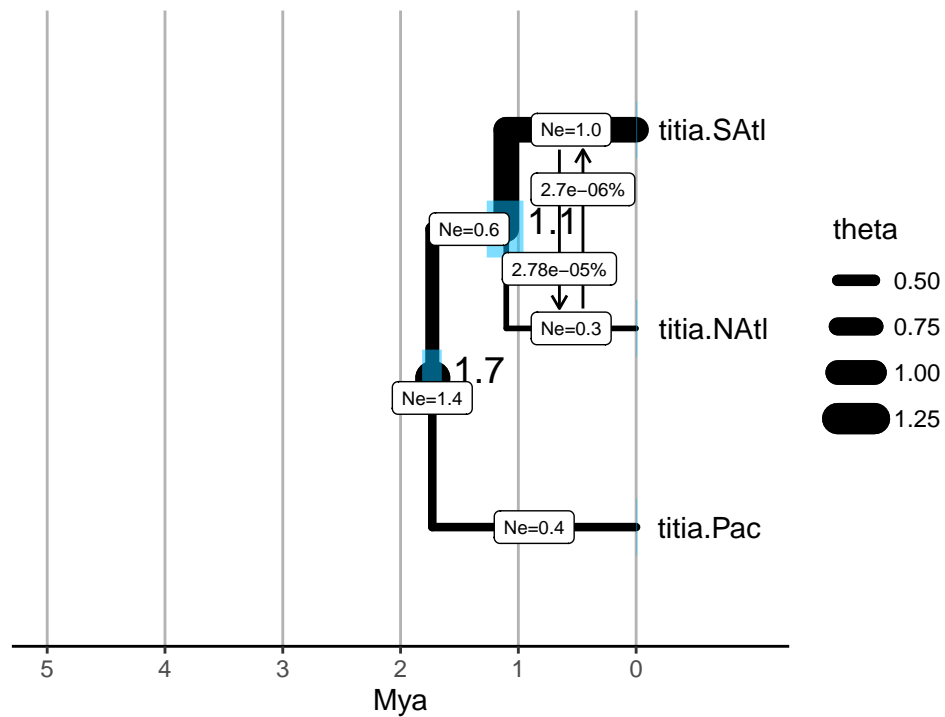 Ne=1.0
titia.SAtl
2.7e−06%
1.1
Ne=0.6
theta
2.78e−05%
0.50
Ne=0.3
titia.NAtl
0.75
1.7
1.00
Ne=1.4
1.25
Ne=0.4
titia.Pac
5 4 3 2 1 0
Mya